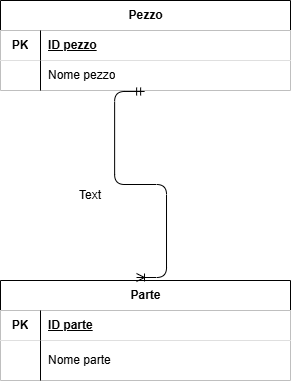 Pezzo
PK ID pezzo
Nome pezzo
Text
Parte
PK ID parte
Nome parte